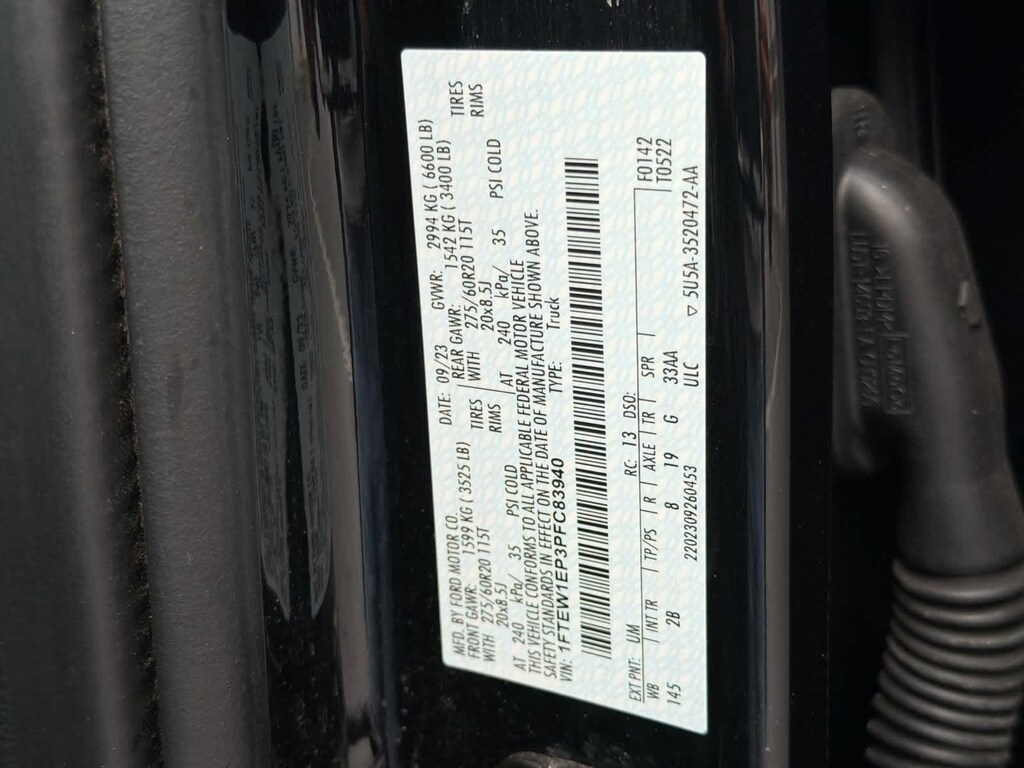 MFD. BY FORD MOTOR CO. DATE: 09/23 GVWR: 2994 KG ( 6600 LB)
FRONT GAWR: 1599 KG ( 3525 LB) REAR GAWR: 1542 KG ( 3400 LB)
WITH 275/60R20 115T TIRES WITH 275/60R20 115T TIRES
20x8.5J RIMS 20x8.5J RIMS
AT 240 kPa/ 35 PSI COLD AT 240 kPa/ 35 PSI COLD
THIS VEHICLE CONFORMS TO ALL APPLICABLE FEDERAL MOTOR VEHICLE
SAFETY STANDARDS IN EFFECT ON THE DATE OF MANUFACTURE SHOWN ABOVE.
VIN: 1FTEW1EP3PFC83940 TYPE: Truck
EXT PNT: UM RC: 13 DSO: F0142
WB INTR TP/PS R AXLE TR SPR T0522
145 2B 8 19 G 33AA
ULC
2202309260453 5U5A-3520472-AA